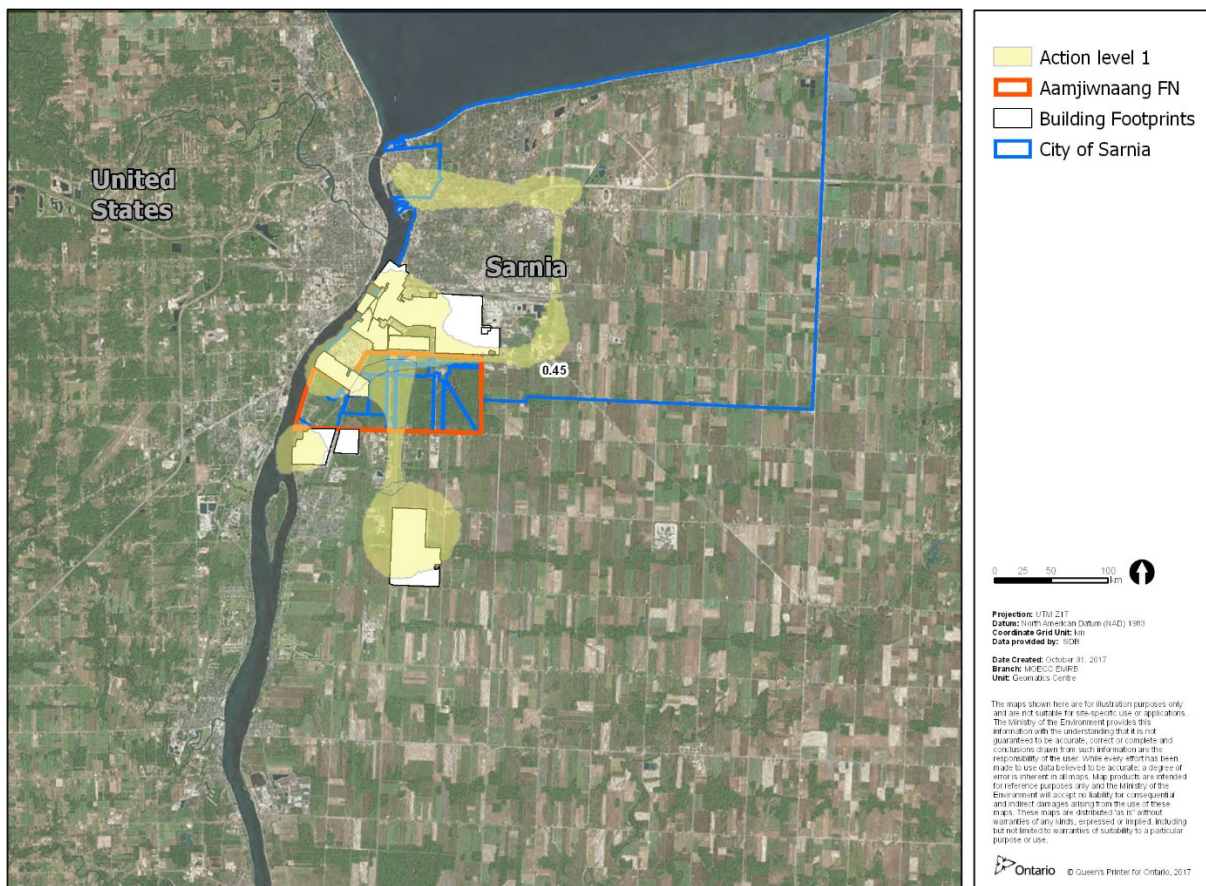 United
States
Sarnia
0.45
Action level 1
Aamjiwnaang FN
Building Footprints
City of Sarnia
0 25 50 100
km
Projection: UTM Z17
Datum: North American Datum (NAD) 1983
Coordinate Grid Unit: km
Data provided by: SDB
Date Created: October 31, 2017
Branch: MOECC EMRB
Unit: Geomatics Centre
The maps shown here are for illustration purposes only
and are not suitable for site-specific use or applications.
The Ministry of the Environment provides this
information with the understanding that it is not
guaranteed to be accurate, correct or complete and
conclusions drawn from such information are the
responsibility of the user. While every effort has been
made to use data believed to be accurate; a degree of
error is inherent in all maps. Map products are intended
for reference purposes only and the Ministry of the
Environment will accept no liability for consequential
and indirect damages arising from the use of these
maps. These maps are distributed 'as is' without
warranties of any kinds, expressed or implied, including
but not limited to warranties of suitability to a particular
purpose or use.
Ontario © Queen's Printer for Ontario, 2017